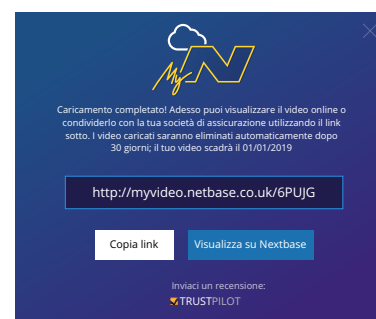 My N
Caricamento completato! Adesso puoi visualizzare il video online o
condividerlo con la tua società di assicurazione utilizzando il link
sotto. I video caricati saranno eliminati automaticamente dopo
30 giorni; il tuo video scadrà il 01/01/2019
http://myvideo.netbase.co.uk/6PUJG
Copia link
Visualizza su Nextbase
Inviaci un recensione:
TRUSTPILOT